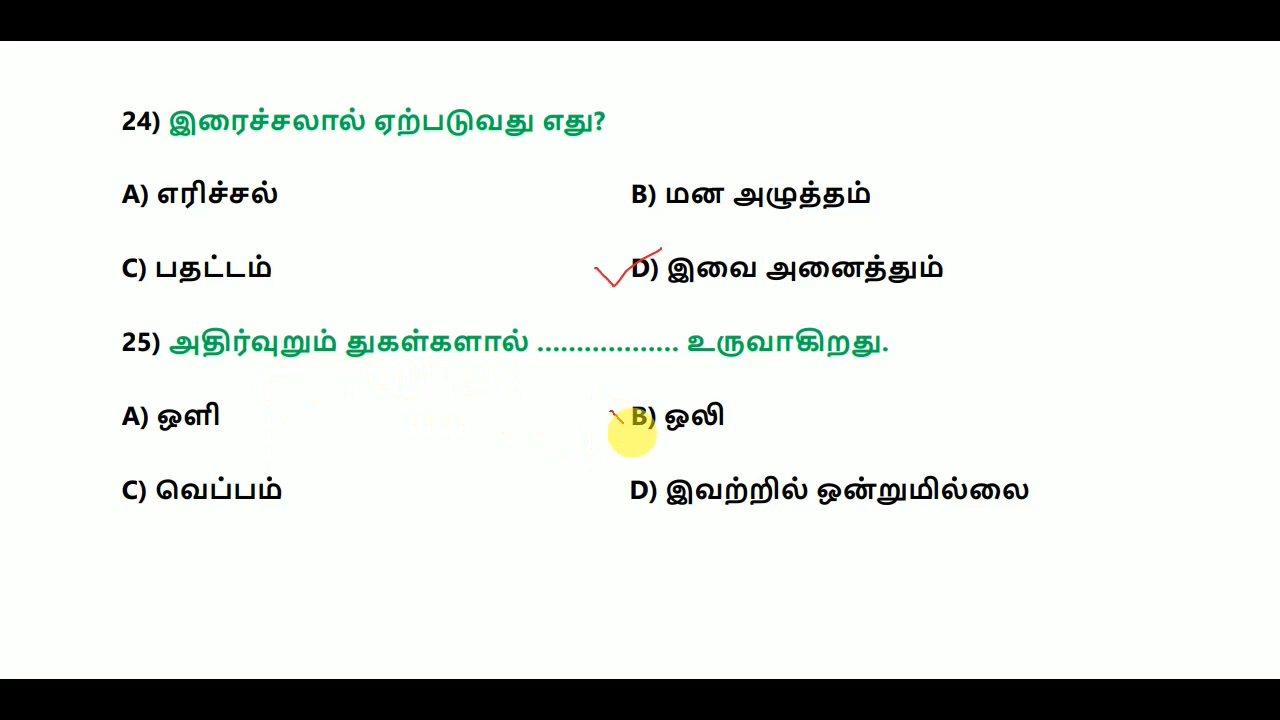 24) இரைச்சலால் ஏற்படுவது எது?
A) எரிச்சல் B) மன அழுத்தம்
C) பதட்டம் D) இவை அனைத்தும்
25) அதிர்வுறும் துகள்களால் .................. உருவாகிறது.
A) ஒளி B) ஒலி
C) வெப்பம் D) இவற்றில் ஒன்றுமில்லை